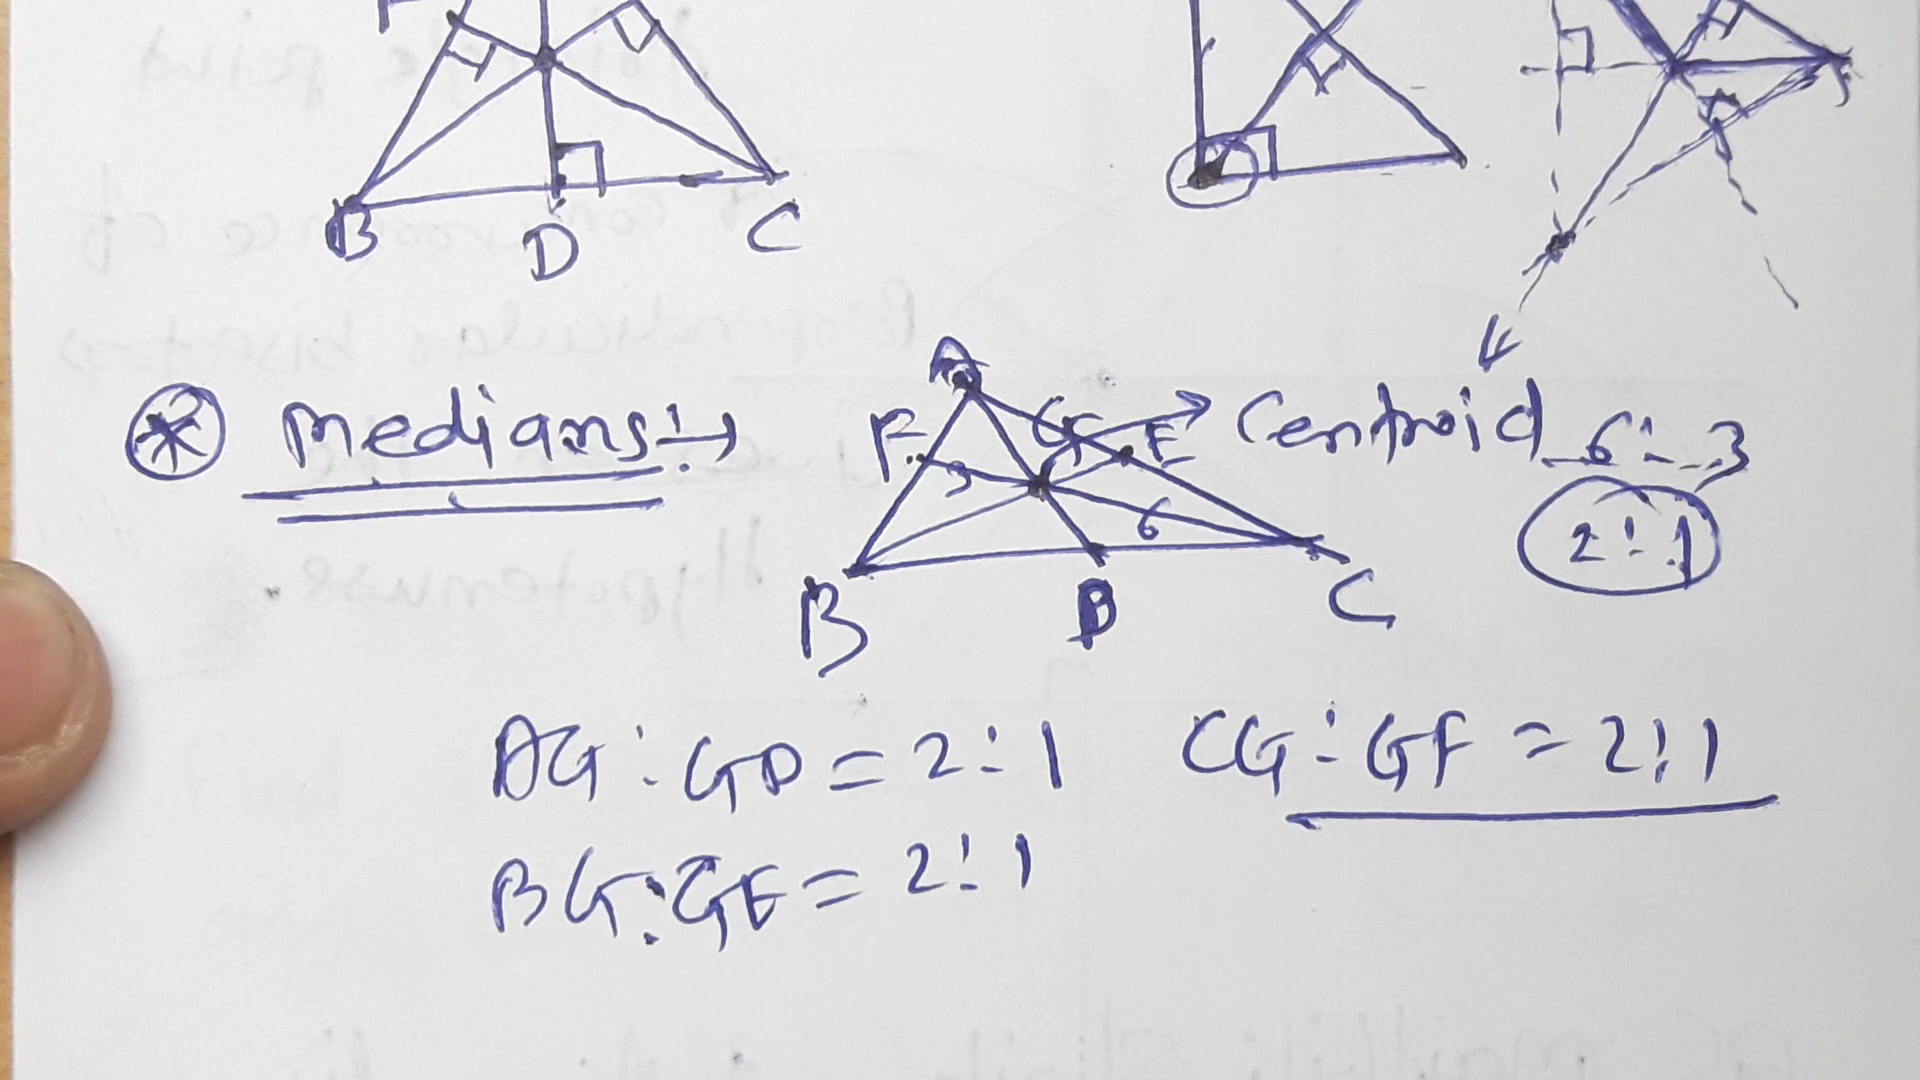 F
B D C
A
F G E
* Medians:→ Centroid 6:3
3 6 2:1
B D C
AG:GD=2:1 CG:GF=2:1
BG:GE=2:1